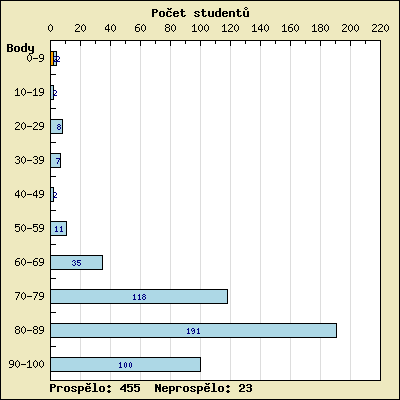 Počet studentů
0 20 40 60 80 100 120 140 160 180 200 220
Body
0-9 2 2
10-19 2
20-29 8
30-39 7
40-49 2
50-59 11
60-69 35
70-79 118
80-89 191
90-100 100
Prospělo: 455 Neprospělo: 23